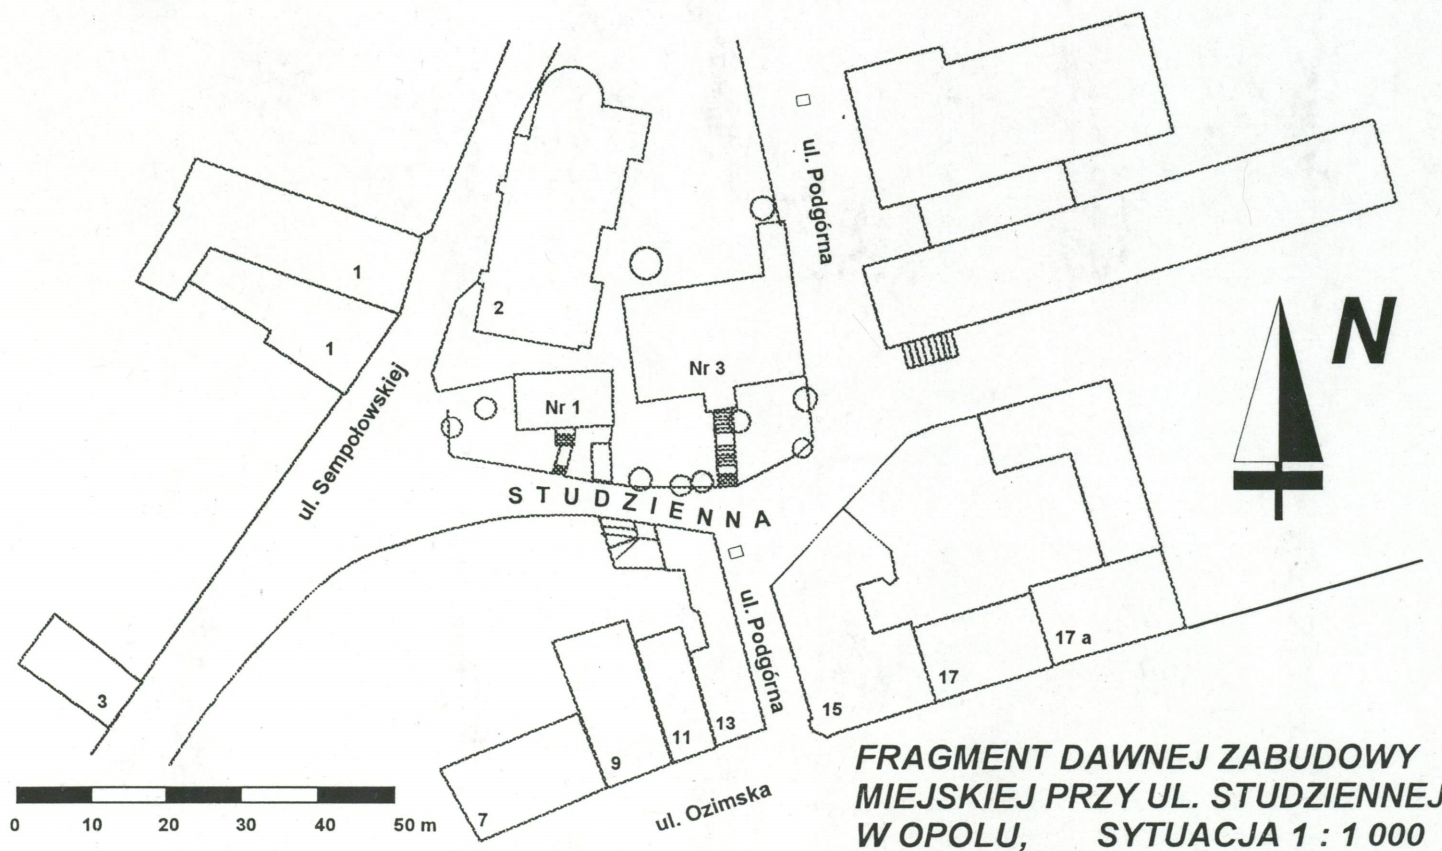 ul. Podgórna
1
1
2
N
Nr 3
Nr 1
ul. Sempołowskiej
STUDZIENNA
ul. Podgórna
3
17 a
17
15
13
11
9
7
ul. Ozimska
0 10 20 30 40 50 m
FRAGMENT DAWNEJ ZABUDOWY
MIEJSKIEJ PRZY UL. STUDZIENNEJ
W OPOLU, SYTUACJA 1 : 1 000